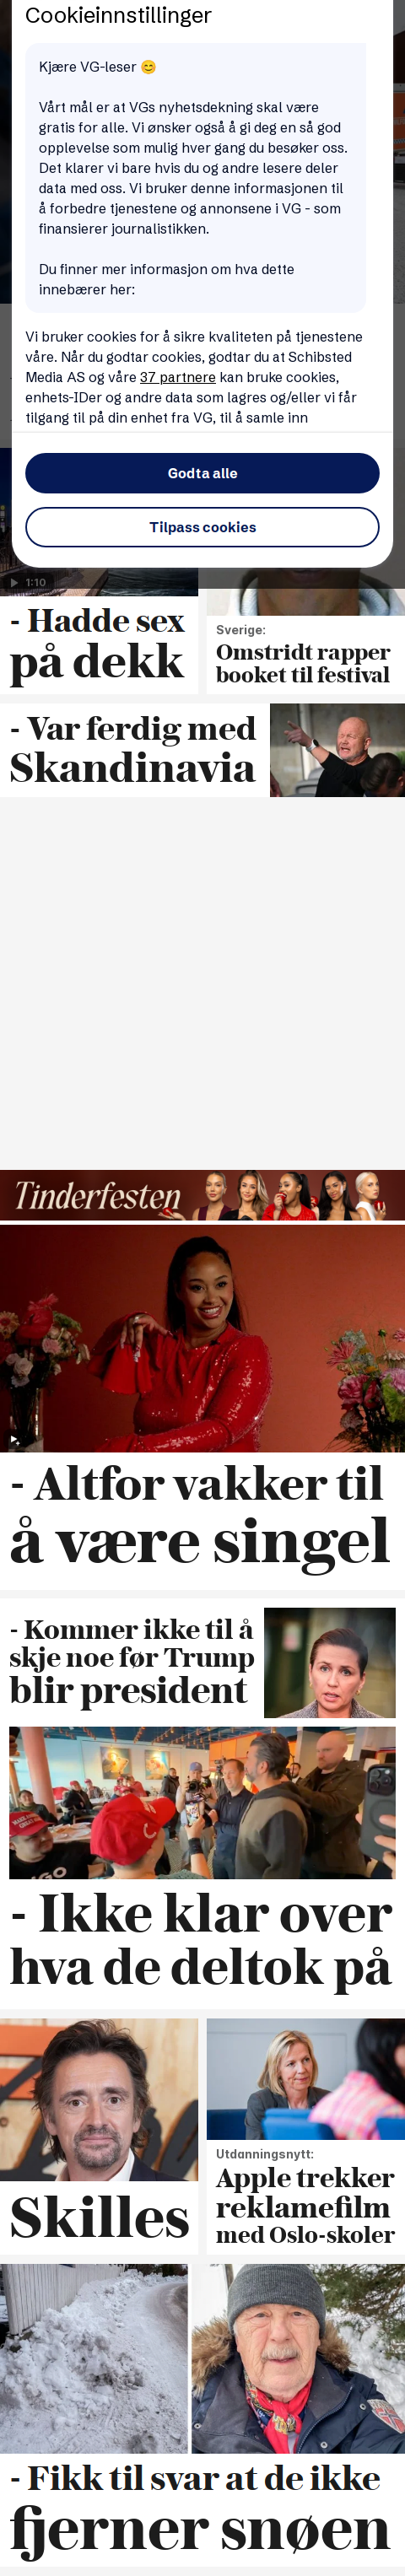 Cookieinnstillinger
Kjære VG-leser 😊
Vårt mål er at VGs nyhetsdekning skal være
gratis for alle. Vi ønsker også å gi deg en så god
opplevelse som mulig hver gang du besøker oss.
Det klarer vi bare hvis du og andre lesere deler
data med oss. Vi bruker denne informasjonen til
å forbedre tjenestene og annonsene i VG - som
finansierer journalistikken.
Du finner mer informasjon om hva dette
innebærer her:
Vi bruker cookies for å sikre kvaliteten på tjenestene
våre. Når du godtar cookies, godtar du at Schibsted
Media AS og våre 37 partnere kan bruke cookies,
enhets-IDer og andre data som lagres og/eller vi får
tilgang til på din enhet fra VG, til å samle inn
Godta alle
Tilpass cookies
1:10
- Hadde sex
på dekk
Sverige:
Omstridt rapper
booket til festival
- Var ferdig med
Skandinavia
Tinderfesten
- Altfor vakker til
å være singel
- Kommer ikke til å
skje noe før Trump
blir president
- Ikke klar over
hva de deltok på
Skilles
Utdanningsnytt:
Apple trekker
reklamefilm
med Oslo-skoler
- Fikk til svar at de ikke
fjerner snøen